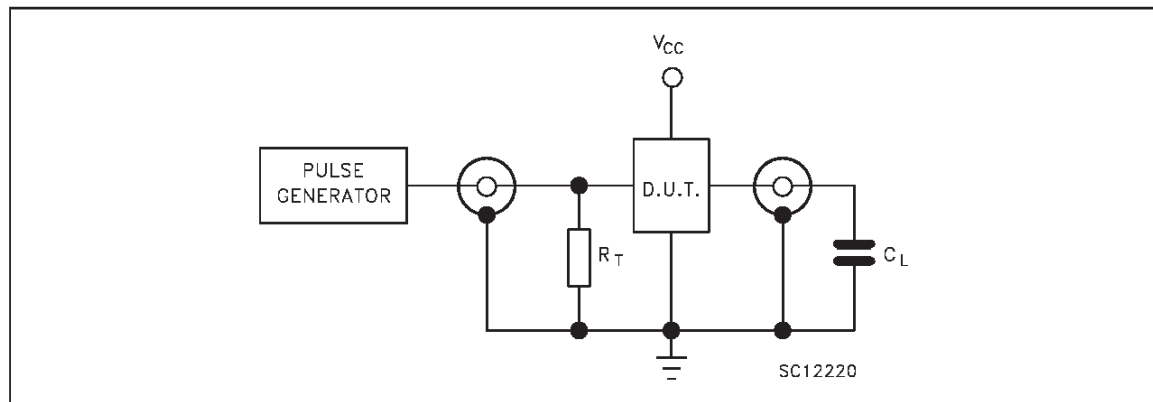 VCC
PULSE
GENERATOR
D.U.T.
RT
CL
SC12220